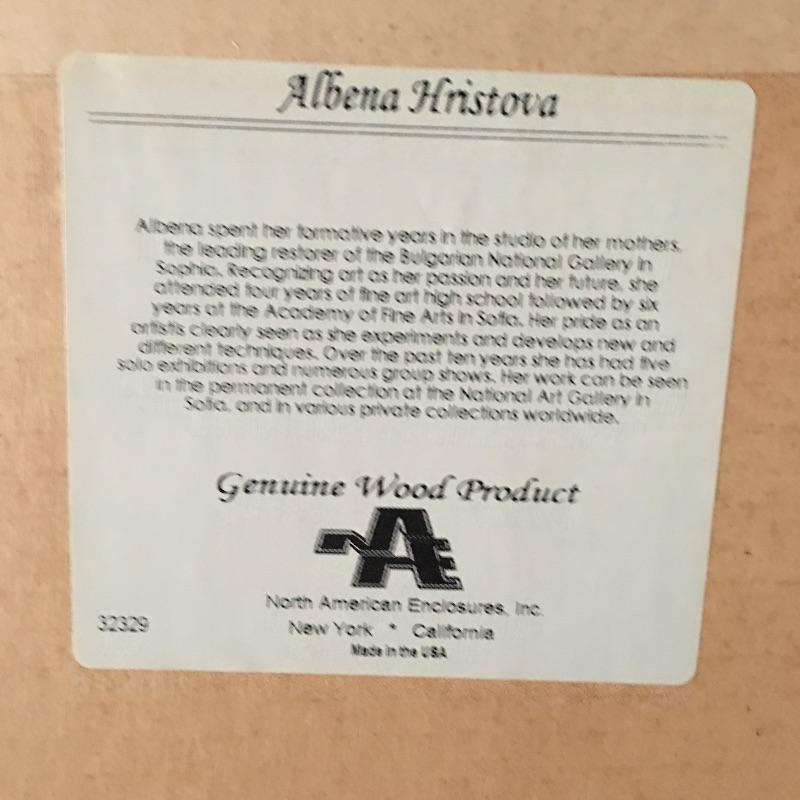 Albena Hristova
Albena spent her formative years in the studio of her mothers,
the leading restorer of the Bulgarian National Gallery in
Sophia. Recognizing art as her passion and her future, she
attended four years of fine art high school followed by six
years at the Academy of Fine Arts in Sofia. Her pride as an
artistis clearly seen as she experiments and develops new and
different techniques. Over the past ten years she has had five
solo exhibitions and numerous group shows. Her work can be seen
in the permanent collection at the National Art Gallery in
Sofia, and in various private collections worldwide.
Genuine Wood Product
NAE
North American Enclosures, Inc.
32329
New York * California
Made in the USA